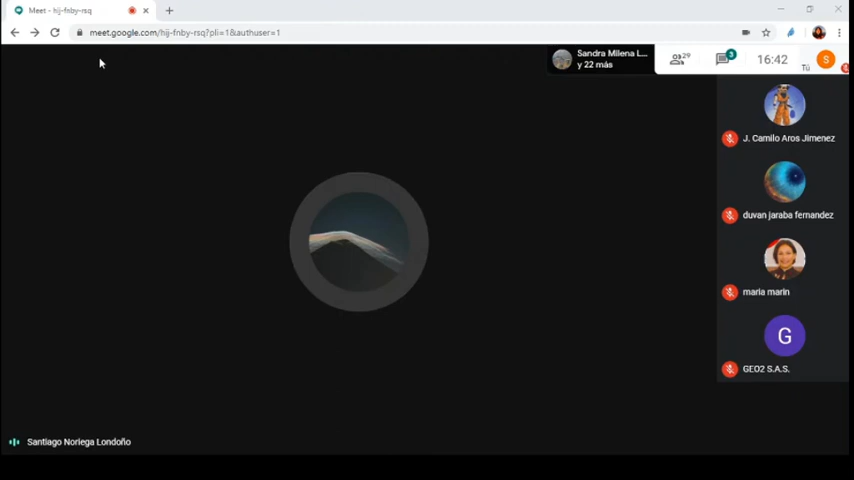 Meet - hij-fnby-rsq
meet.google.com/hij-fnby-rsq?pli=1&authuser=1
Sandra Milena L...
y 22 más
29
3
16:42
Tú
S
J. Camilo Aros Jimenez
duvan jaraba fernandez
maria marin
G
GEO2 S.A.S.
Santiago Noriega Londoño